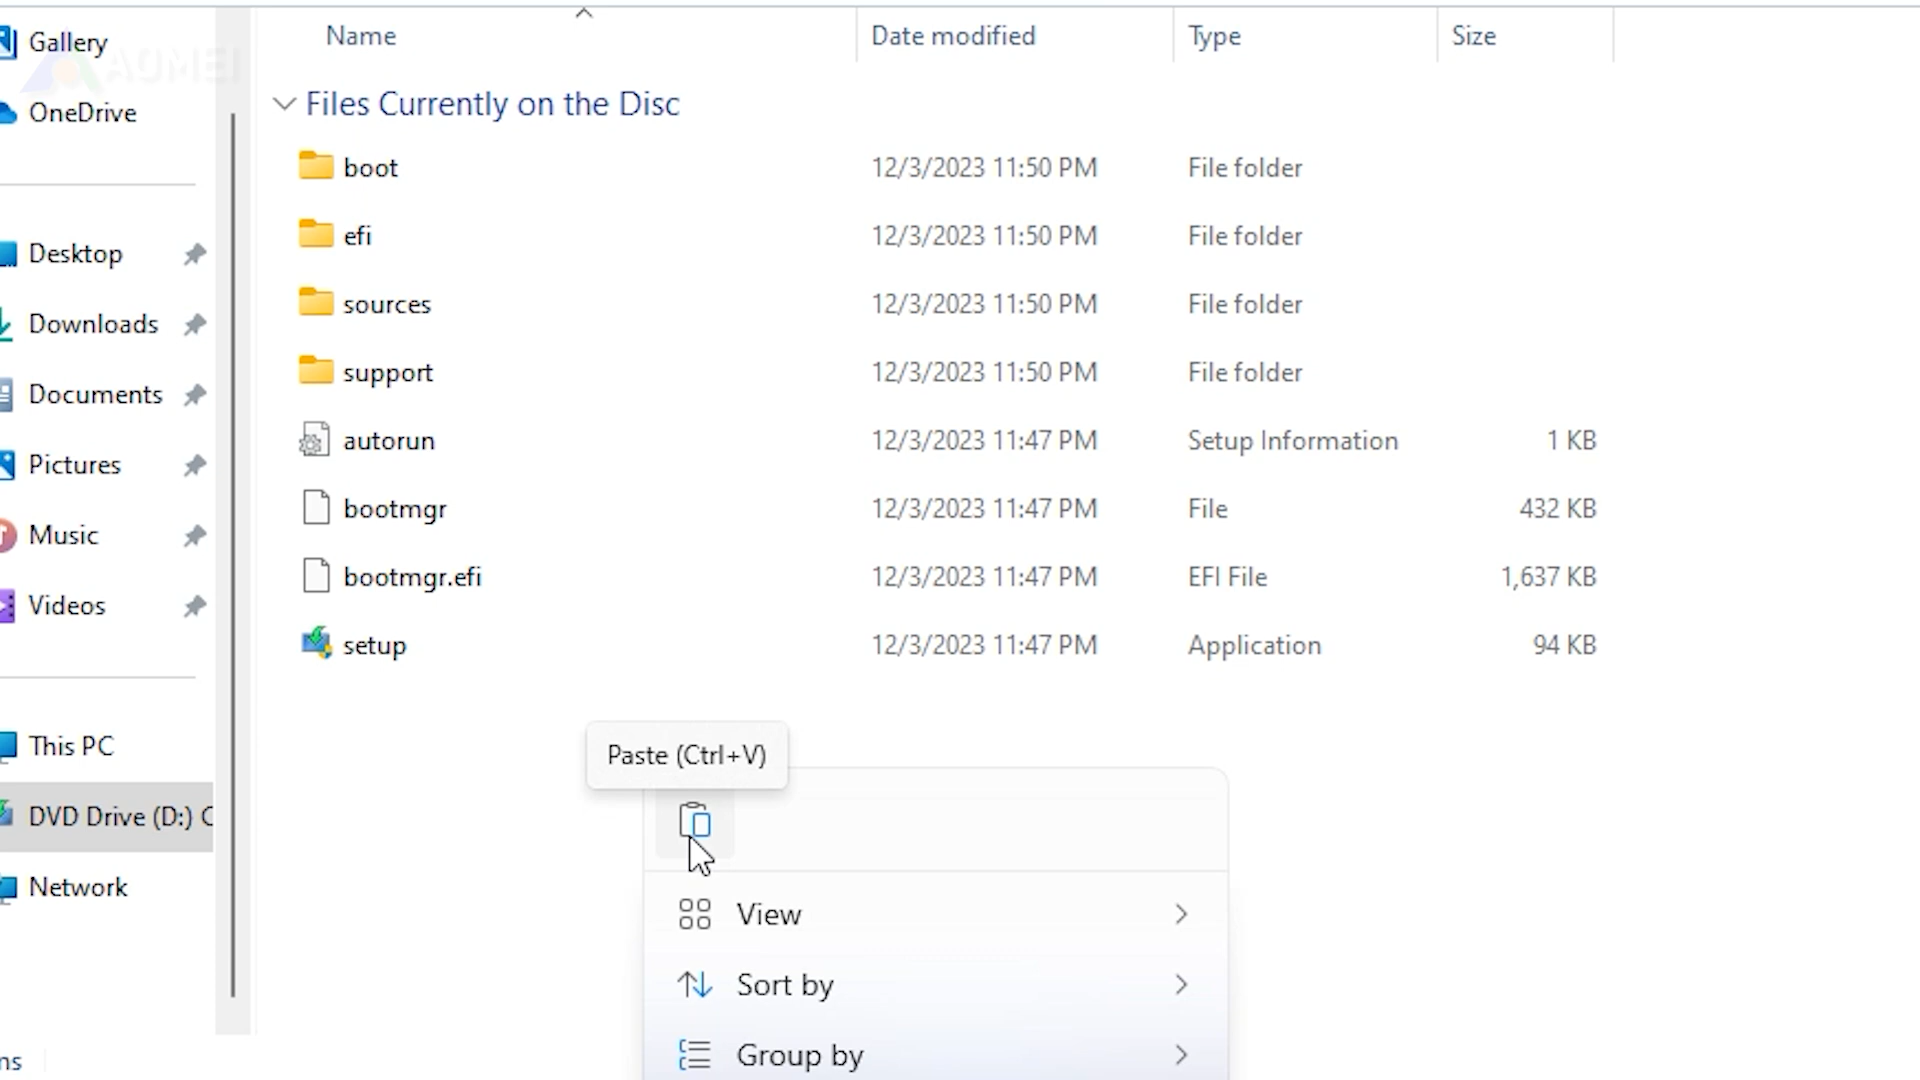 Gallery
AOMEI
OneDrive
Desktop
Downloads
Documents
Pictures
Music
Videos
This PC
DVD Drive (D:) C
Network
ns
Name Date modified Type Size
Files Currently on the Disc
boot 12/3/2023 11:50 PM File folder
efi 12/3/2023 11:50 PM File folder
sources 12/3/2023 11:50 PM File folder
support 12/3/2023 11:50 PM File folder
autorun 12/3/2023 11:47 PM Setup Information 1 KB
bootmgr 12/3/2023 11:47 PM File 432 KB
bootmgr.efi 12/3/2023 11:47 PM EFI File 1,637 KB
setup 12/3/2023 11:47 PM Application 94 KB
Paste (Ctrl+V)
View
Sort by
Group by